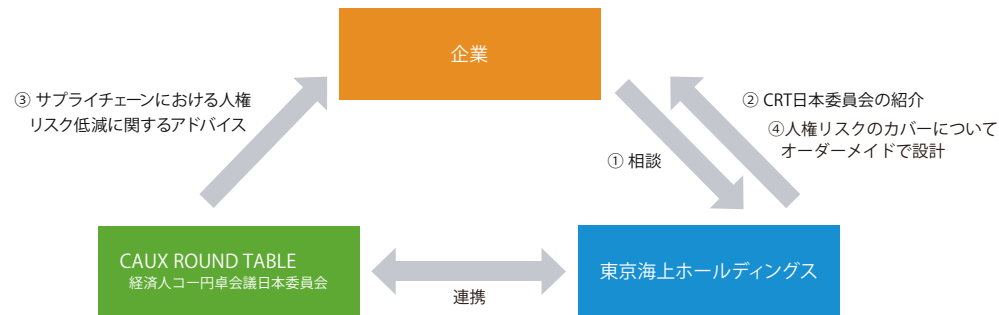 企業
③ サプライチェーンにおける人権
リスク低減に関するアドバイス
② CRT日本委員会の紹介
④人権リスクのカバーについて
オーダーメイドで設計
① 相談
CAUX ROUND TABLE
経済人コー円卓会議日本委員会
東京海上ホールディングス
連携